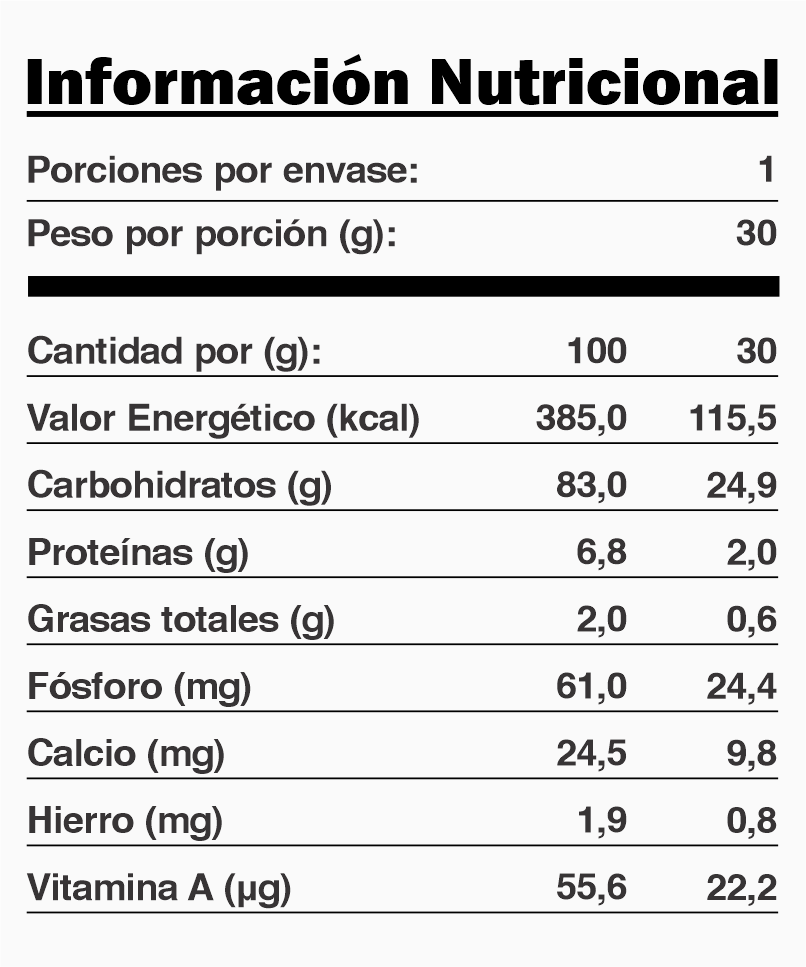 Información Nutricional
Porciones por envase: 1
Peso por porción (g): 30
Cantidad por (g): 100 30
Valor Energético (kcal) 385,0 115,5
Carbohidratos (g) 83,0 24,9
Proteínas (g) 6,8 2,0
Grasas totales (g) 2,0 0,6
Fósforo (mg) 61,0 24,4
Calcio (mg) 24,5 9,8
Hierro (mg) 1,9 0,8
Vitamina A (µg) 55,6 22,2